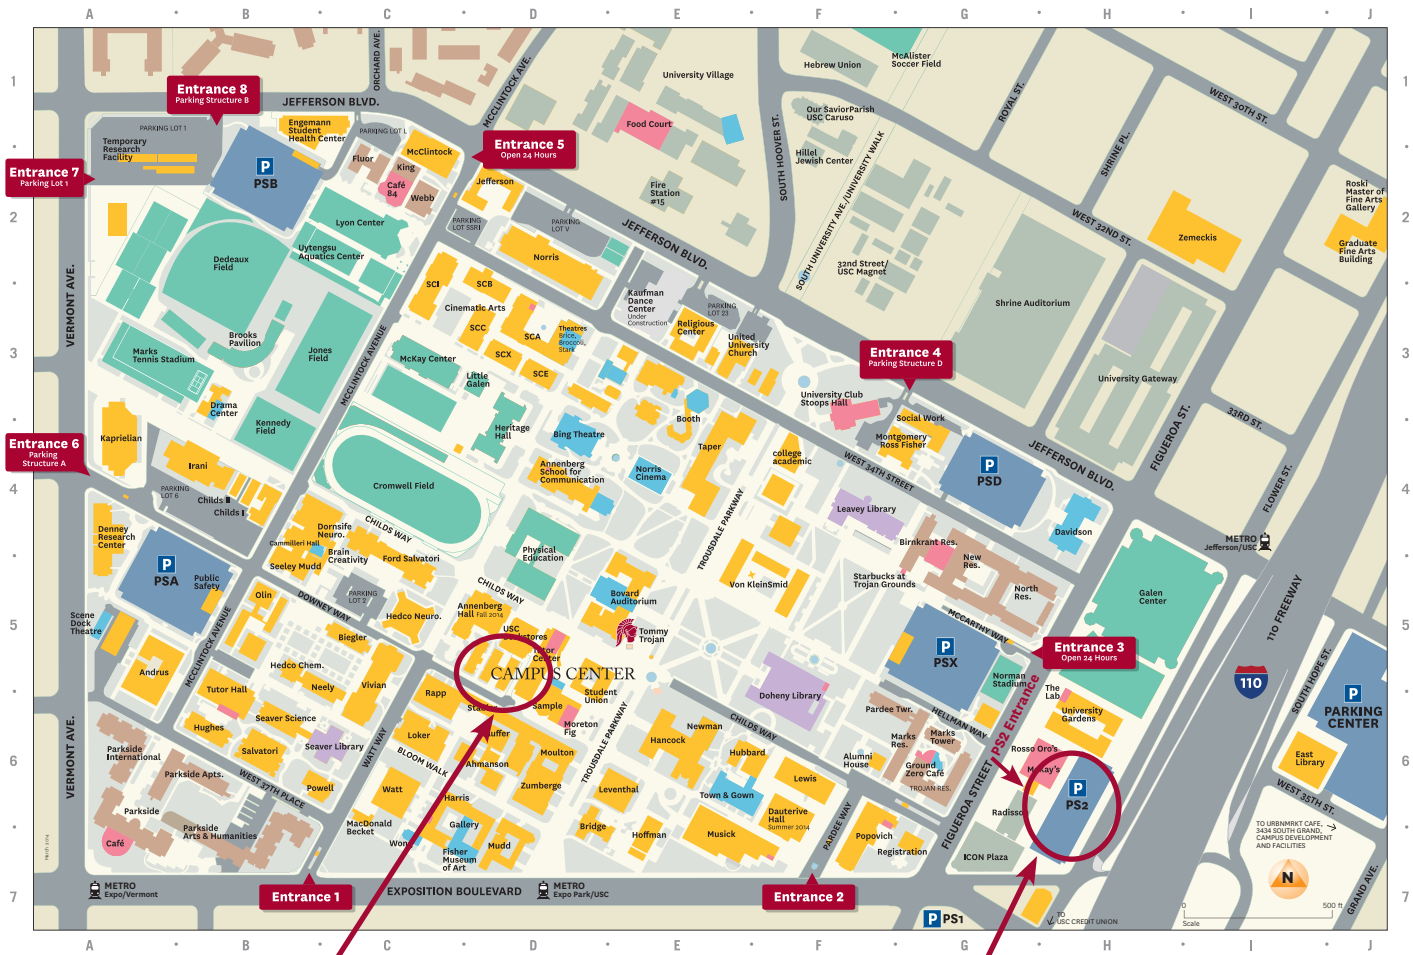 A
B
C
D
E
F
G
H
I
J
1
2
3
4
5
6
7
1
2
3
4
5
6
7
Entrance 8
Parking Structure B
JEFFERSON BLVD.
ORCHARD AVE.
MCCLINTOCK AVE.
University Village
Hebrew Union
McAlister
Soccer Field
ROYAL ST.
WEST 30TH ST.
PARKING LOT 1
Temporary
Research
Facility
Engemann
Student
Health Center
PARKING LOT L
Fluor
McClintock
King
Café
84
Webb
Entrance 5
Open 24 Hours
Food Court
Our SaviorParish
USC Caruso
Hillel
Jewish Center
SOUTH HOOVER ST.
SOUTH UNIVERSITY AVE./UNIVERSITY WALK
SHRINE PL.
Entrance 7
Parking Lot 1
P
PSB
Jefferson
Fire
Station
#15
Roski
Master of
Fine Arts
Gallery
Graduate
Fine Arts
Building
Zemeckis
WEST 32ND ST.
Lyon Center
PARKING
LOT SSRI
PARKING
LOT V
JEFFERSON BLVD.
Dedeaux
Field
Uytengsu
Aquatics Center
Norris
32nd Street/
USC Magnet
VERMONT AVE.
SCI
SCB
Cinematic Arts
SCC
SCA
SCX
SCE
Theatres
Brice,
Broccoli,
Stark
Kaufman
Dance
Center
Under
Construction
PARKING
LOT 23
Religious
Center
United
University
Church
Shrine Auditorium
Brooks
Pavilion
Marks
Tennis Stadium
Jones
Field
MCCLINTOCK AVENUE
McKay Center
Little
Galen
Entrance 4
Parking Structure D
University Gateway
Drama
Center
Kennedy
Field
Heritage
Hall
University Club
Stoops Hall
Social Work
33RD ST.
FIGUEROA ST.
Kaprielian
Entrance 6
Parking
Structure A
Irani
Bing Theatre
Booth
Taper
Montgomery
Ross Fisher
JEFFERSON BLVD.
Annenberg
School for
Communication
Norris
Cinema
college
academic
WEST 34TH STREET
P
PSD
FLOWER ST.
PARKING
LOT 6
Childs II
Childs I
Cromwell Field
Leavey Library
Davidson
Denney
Research
Center
Dornsife
Neuro.
CHILDS WAY
Cammilleri Hall
Brain
Creativity
Seeley Mudd
Ford Salvatori
Physical
Education
TROUSDALE PARKWAY
Birnkrant Res.
New
Res.
METRO
Jefferson/USC
P
PSA
Public
Safety
Von KleinSmid
Starbucks at
Trojan Grounds
North
Res.
Galen
Center
Olin
PARKING
LOT 2
DOWNEY WAY
CHILDS WAY
Bovard
Auditorium
110 FREEWAY
Scene
Dock
Theatre
Hedco Neuro.
Annenberg
Hall Fall 2014
MCCARTHY WAY
Biegler
USC
Tutor
Center
Tommy
Trojan
P
PSX
Entrance 3
Open 24 Hours
MCCLINTOCK AVENUE
Andrus
Hedco Chem.
CAMPUS CENTER
Norman
Stadium
SOUTH HOPE ST.
Tutor Hall
Neely
Vivian
Rapp
Student
Union
Doheny Library
The
Lab
110
P
PARKING
CENTER
Hughes
Seaver Science
Sample
Moreton
Fig
CHILDS WAY
Pardee Twr.
HELLMAN WAY
PS2 Entrance
University
Gardens
VERMONT AVE.
Parkside
International
Salvatori
Seaver Library
WATT WAY
Loker
Hancock
Newman
Hubbard
Marks
Res.
Marks
Tower
Rosso Oro's
McKay's
East
Library
Moulton
TROUSDALE PARKWAY
Alumni
House
Ground
Zero Café
Parkside Apts.
WEST 37TH PLACE
BLOOM WALK
Ahmanson
Lewis
P
PS2
Powell
Watt
Zumberge
Leventhal
Town & Gown
TROJAN RES.
WEST 35TH ST.
Parkside
Harris
Dauterive
Hall
Summer 2014
FIGUEROA STREET
Parkside
Arts & Humanities
MacDonald
Becket
Gallery
Bridge
Hoffman
Musick
PARDEE WAY
Popovich
TO URBNMRKT CAFE,
3434 SOUTH GRAND,
CAMPUS DEVELOPMENT
AND FACILITIES
Café
Fisher
Museum
of Art
Mudd
Registration
ICON Plaza
N
METRO
Expo/Vermont
Entrance 1
EXPOSITION BOULEVARD
METRO
Expo Park/USC
Entrance 2
P PS1
TO
USC CREDIT UNION
0
500 ft
Scale
GRAND AVE.
A
B
C
D
E
F
G
H
I
J